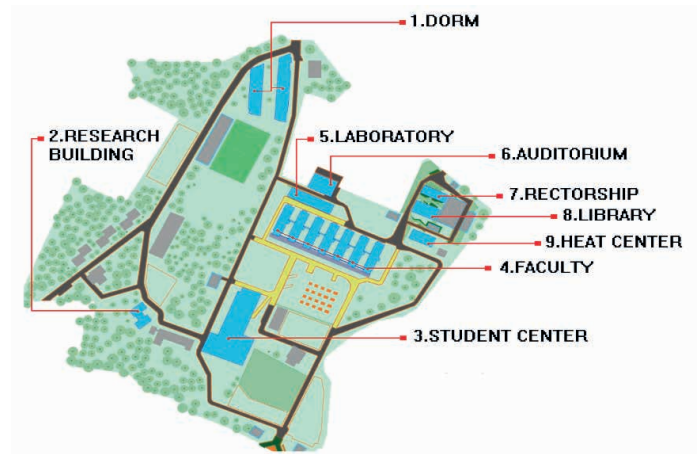 1.DORM
2.RESEARCH
BUILDING
5.LABORATORY
6.AUDITORIUM
7.RECTORSHIP
8.LIBRARY
9.HEAT CENTER
4.FACULTY
3.STUDENT CENTER